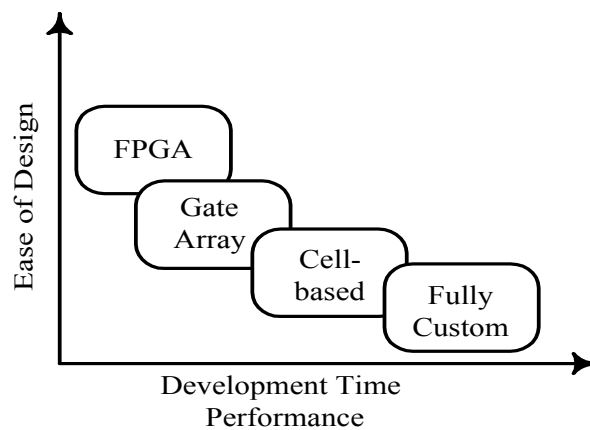 Ease of Design
FPGA
Gate
Array
Cell-
based
Fully
Custom
Development Time
Performance